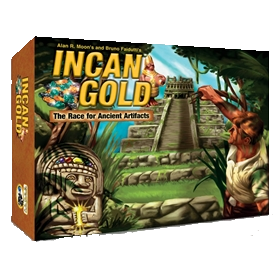 Alan R. Moon's and Bruno Faidutti's
INCAN
GOLD
The Race for Ancient Artifacts
INCAN
GOLD